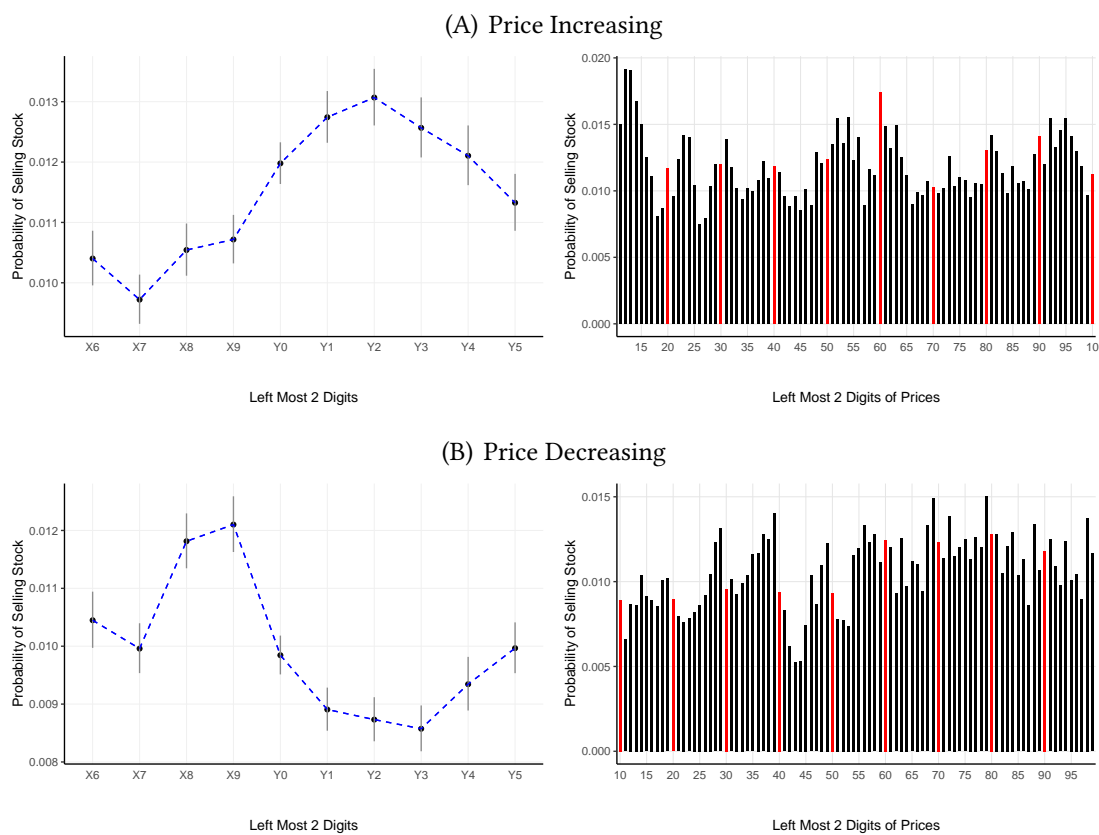 (A) Price Increasing
Probability of Selling Stock
0.013
0.012
0.011
0.010
X6 X7 X8 X9 Y0 Y1 Y2 Y3 Y4 Y5
Left Most 2 Digits
Probability of Selling Stock
0.020
0.015
0.010
0.005
0.000
15 20 25 30 35 40 45 50 55 60 65 70 75 80 85 90 95 10
Left Most 2 Digits of Prices
(B) Price Decreasing
Probability of Selling Stock
0.012
0.011
0.010
0.009
0.008
X6 X7 X8 X9 Y0 Y1 Y2 Y3 Y4 Y5
Left Most 2 Digits
Probability of Selling Stock
0.015
0.010
0.005
0.000
10 15 20 25 30 35 40 45 50 55 60 65 70 75 80 85 90 95
Left Most 2 Digits of Prices